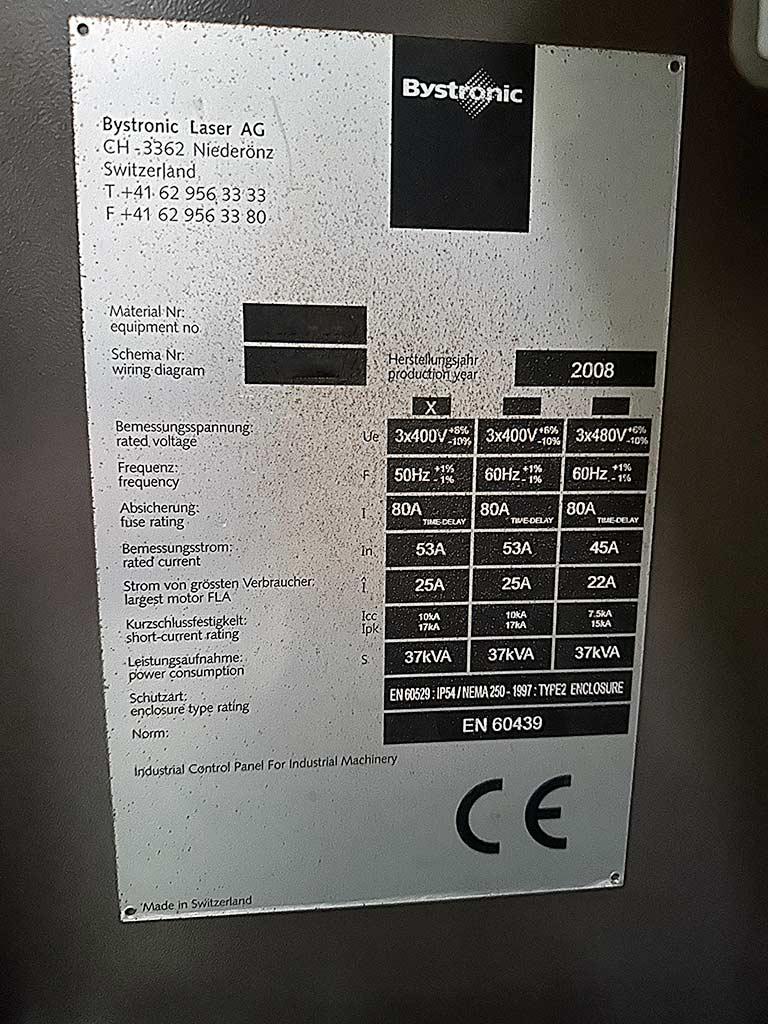 Bystronic
Bystronic Laser AG
CH-3362 Niederönz
Switzerland
T +41 62 956 33 33
F +41 62 956 33 80
Material Nr:
equipment no
Schema Nr:
wiring diagram
Herstellungsjahr
production year
2008
X
Bemessungsspannung:
rated voltage
Ue 3x400V +6% -10% 3x400V +6% -10% 3x480V +6% -10%
Frequenz:
frequency
F 50Hz +1% -1% 60Hz +1% -1% 60Hz +1% -1%
Absicherung:
fuse rating
I 80A TIME-DELAY 80A TIME-DELAY 80A TIME-DELAY
Bemessungsstrom:
rated current
In 53A 53A 45A
Strom von grössten Verbraucher:
largest motor FLA
Î 25A 25A 22A
Kurzschlussfestigkelt:
short-current rating
Icc 10kA 10kA 7.5kA
Ipk 17kA 17kA 15kA
Leistungsaufnahme:
power consumption
S 37kVA 37kVA 37kVA
Schutzart:
enclosure type rating
EN 60529 : IP54 / NEMA 250 - 1997 : TYPE2 ENCLOSURE
Norm:
EN 60439
Industrial Control Panel For Industrial Machinery
CE
Made in Switzerland